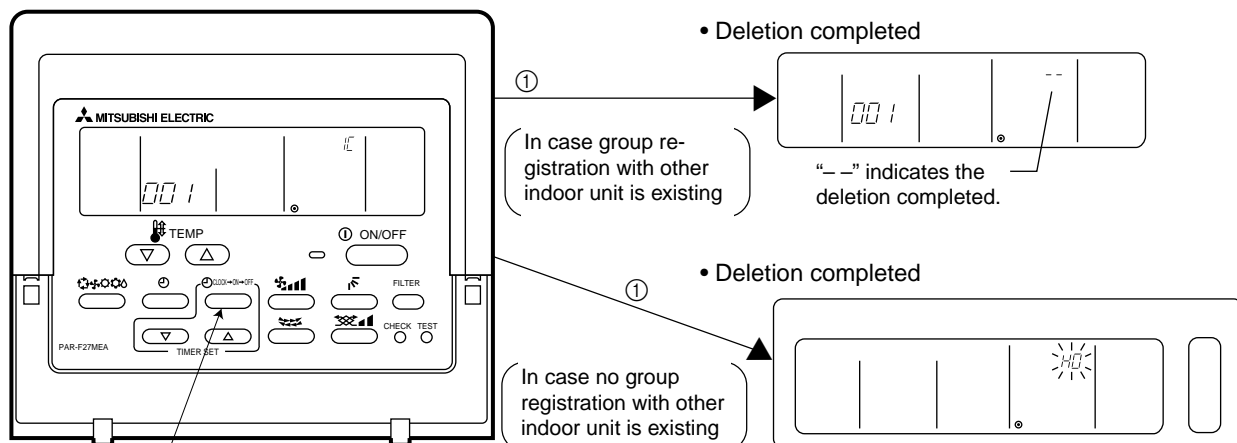 • Deletion completed
①
MITSUBISHI ELECTRIC
1C
001
001
– –
In case group re-
gistration with other
indoor unit is existing
“– –” indicates the
deletion completed.
TEMP
ON/OFF
CLOCK→ON→OFF
FILTER
CHECK TEST
PAR-F27MEA
TIMER SET
• Deletion completed
①
H0
In case no group
registration with other
indoor unit is existing